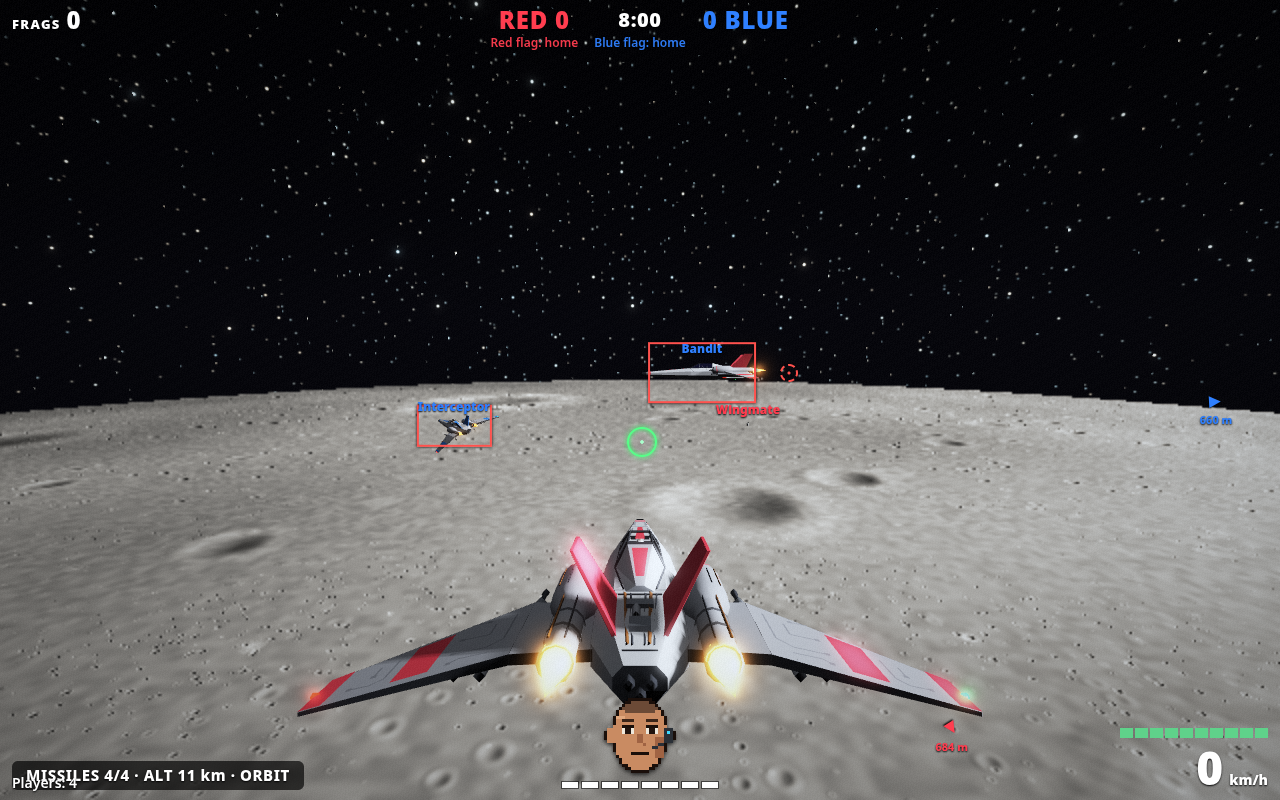 FRAGS 0
RED 0 8:00 0 BLUE
Red flag: home • Blue flag: home
Bandit
Interceptor
Wingmate
660 m
684 m
MISSILES 4/4 · ALT 11 km · ORBIT
Players: 4
0 km/h